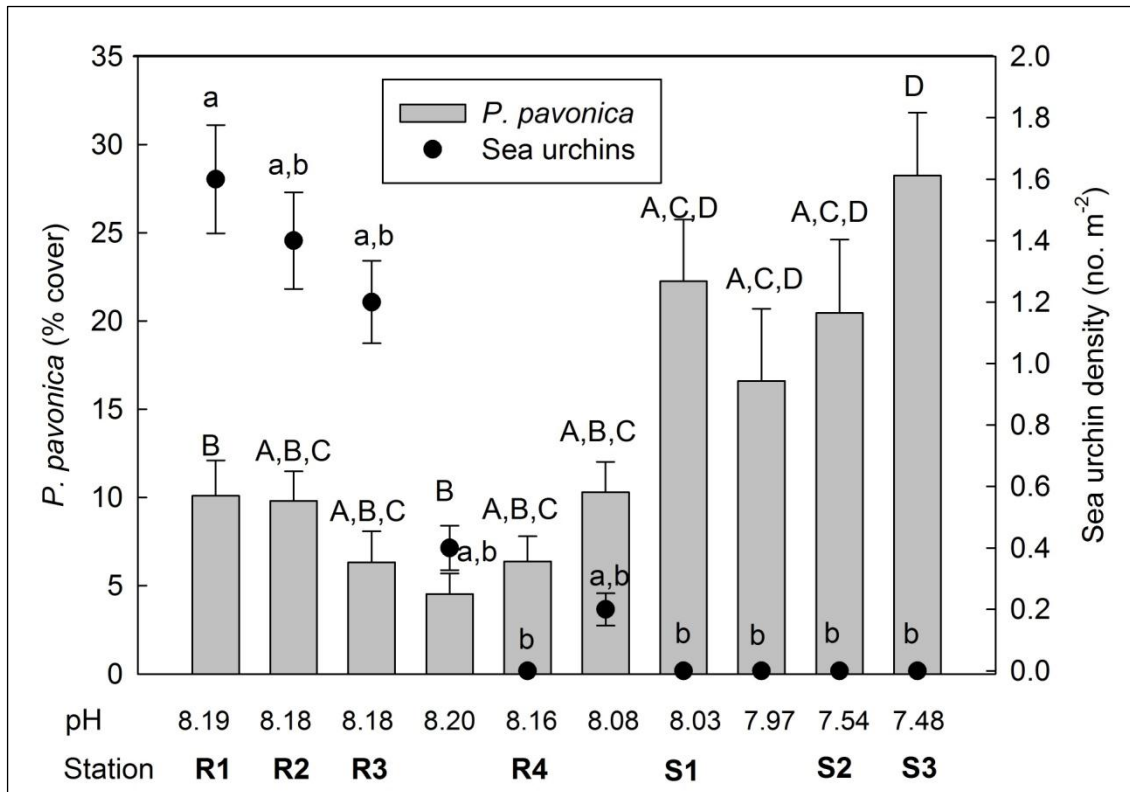 35
30
25
20
15
10
5
0
P. pavonica (% cover)
2.0
1.8
1.6
1.4
1.2
1.0
0.8
0.6
0.4
0.2
0.0
Sea urchin density (no. m⁻²)
P. pavonica
Sea urchins
a
a,b
a,b
a,b
b
a,b
b
b
b
b
B
A,B,C
A,B,C
B
A,B,C
A,B,C
A,C,D
A,C,D
A,C,D
D
pH 8.19 8.18 8.18 8.20 8.16 8.08 8.03 7.97 7.54 7.48
Station R1 R2 R3 R4 S1 S2 S3